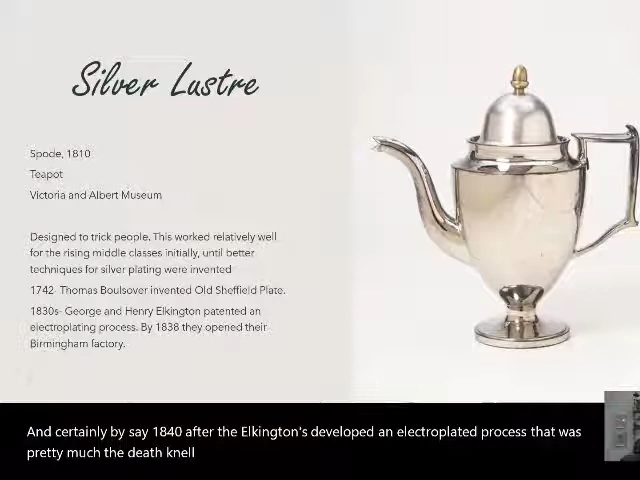 Silver Lustre
Spode, 1810
Teapot
Victoria and Albert Museum
Designed to trick people. This worked relatively well
for the rising middle classes initially, until better
techniques for silver plating were invented
1742- Thomas Boulsover invented Old Sheffield Plate.
1830s- George and Henry Elkington patented an
electroplating process. By 1838 they opened their
Birmingham factory.
And certainly by say 1840 after the Elkington's developed an electroplated process that was
pretty much the death knell